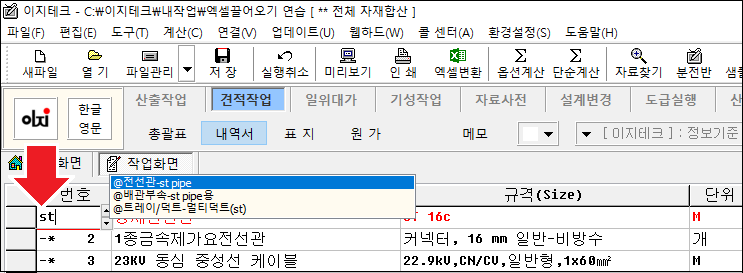 이지테크 - C:\이지테크\내작업\엑셀끌어오기 연습 [ ** 전체 자재합산 ]
파일(F) 편집(E) 도구(T) 계산(C) 연결(V) 업데이트(U) 웹하드(W) 콜 센터(A) 환경설정(S) 도움말(H)
새파일 열 기 파일관리 저 장 실행취소 미리보기 인 쇄 엑셀변환 옵션계산 단순계산 자료찾기 분전반
이지 한글 영문 산출작업 견적작업 일위대가 기성작업 자료사전 설계변경 도급실행
총괄표 내역서 표 지 원 가 메모 [ 이지테크 ] : 정보기준
화면 작업화면
@전선관-st pipe
@배관부속-st pipe용
@트레이/덕트-멀티덕트(st)
번호 규격(Size) 단위
st 16c M
-* 2 1종금속제가요전선관 커넥터, 16 mm 일반-비방수 개
-* 3 23KV 동심 중성선 케이블 22.9kV,CN/CV,일반형,1x60㎟ M